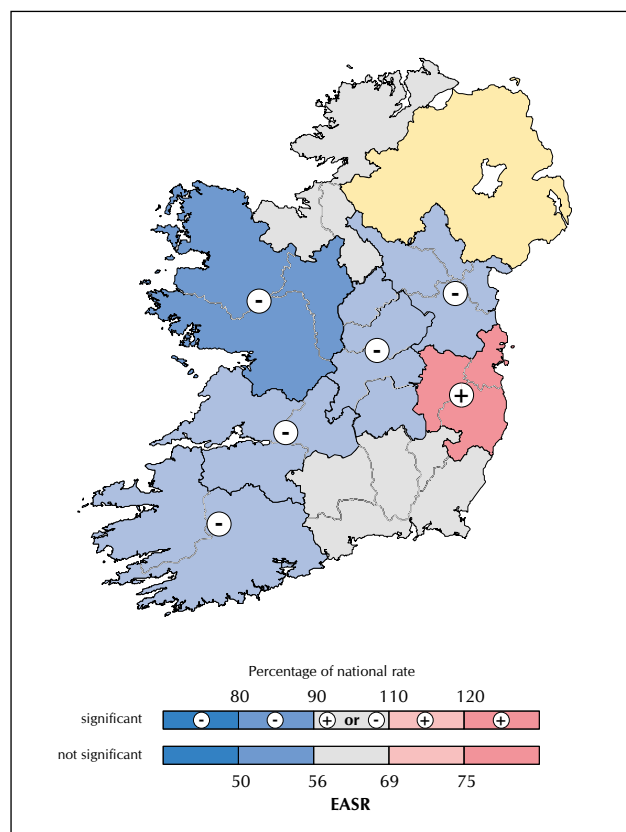 -
-
-
+
-
-
Percentage of national rate
80 90 110 120
significant - - + or - + +
not significant
50 56 69 75
EASR